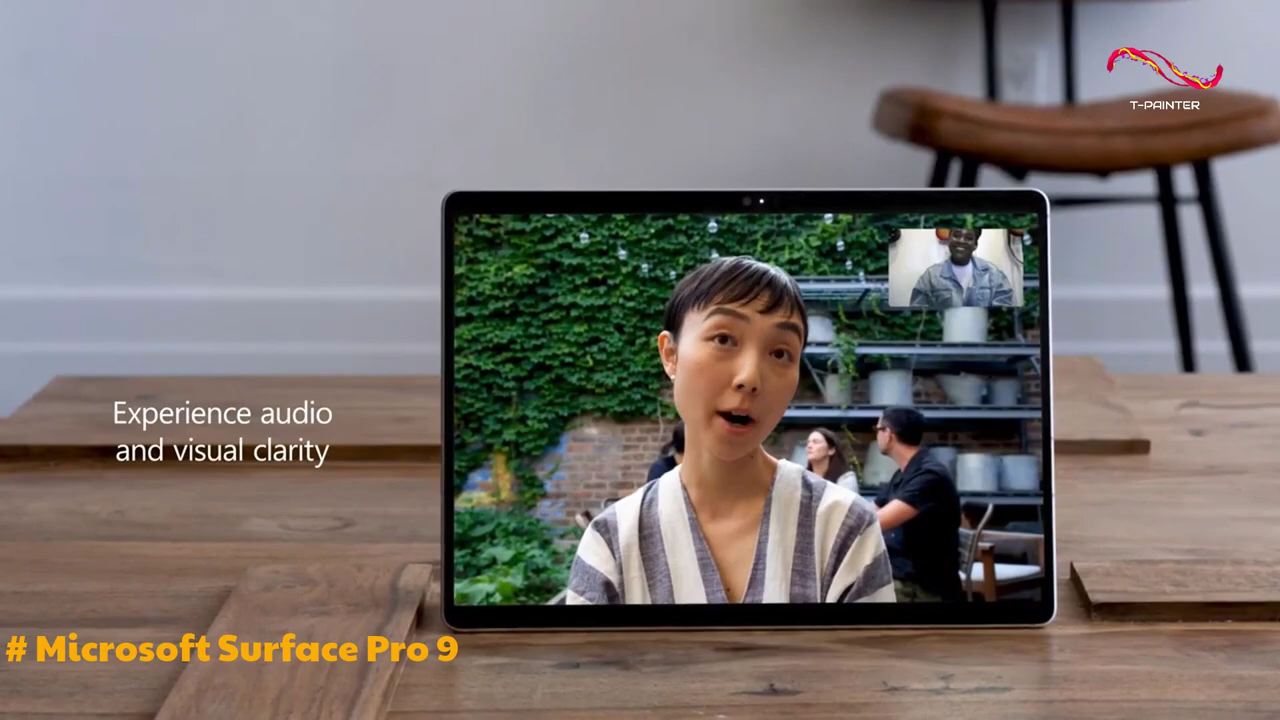 T-PAINTER
Experience audio
and visual clarity
# Microsoft Surface Pro 9